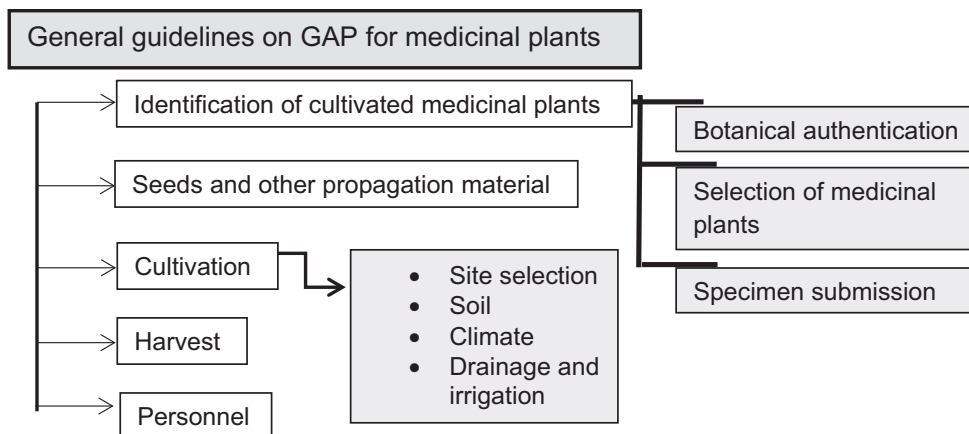 General guidelines on GAP for medicinal plants
Identification of cultivated medicinal plants
Botanical authentication
Selection of medicinal
plants
Specimen submission
Seeds and other propagation material
Cultivation
• Site selection
• Soil
• Climate
• Drainage and
irrigation
Harvest
Personnel